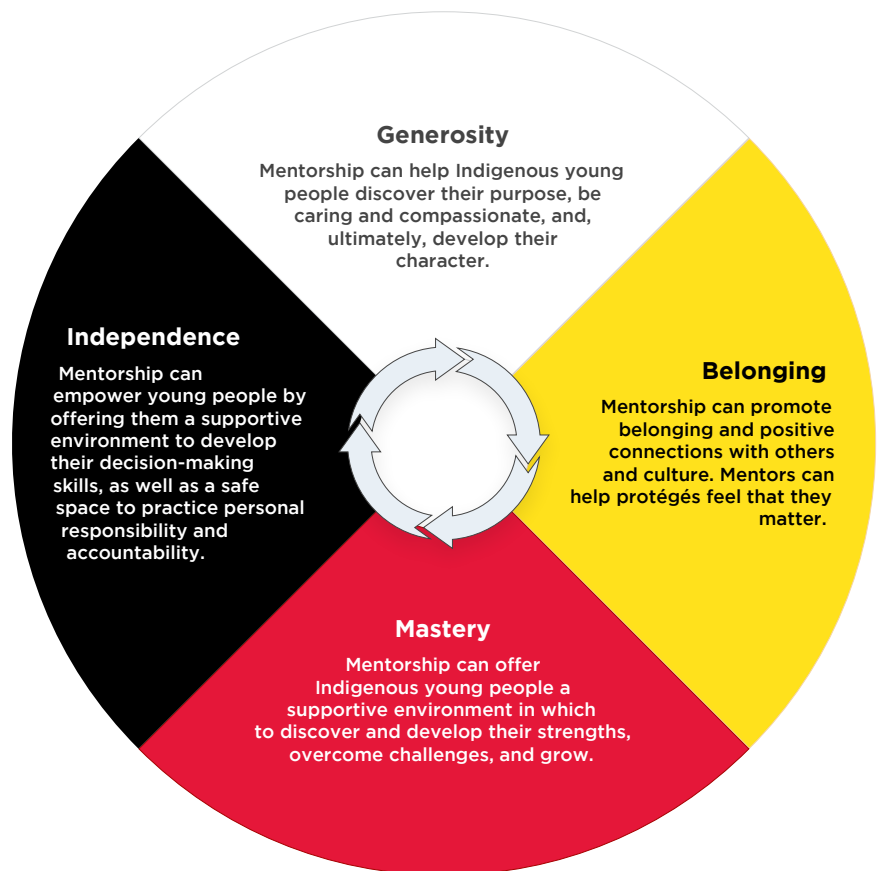 Generosity
Mentorship can help Indigenous young
people discover their purpose, be
caring and compassionate, and,
ultimately, develop their
character.
Independence
Mentorship can
empower young people by
offering them a supportive
environment to develop
their decision-making
skills, as well as a safe
space to practice personal
responsibility and
accountability.
Belonging
Mentorship can promote
belonging and positive
connections with others
and culture. Mentors can
help protégés feel that they
matter.
Mastery
Mentorship can offer
Indigenous young people a
supportive environment in which
to discover and develop their strengths,
overcome challenges, and grow.